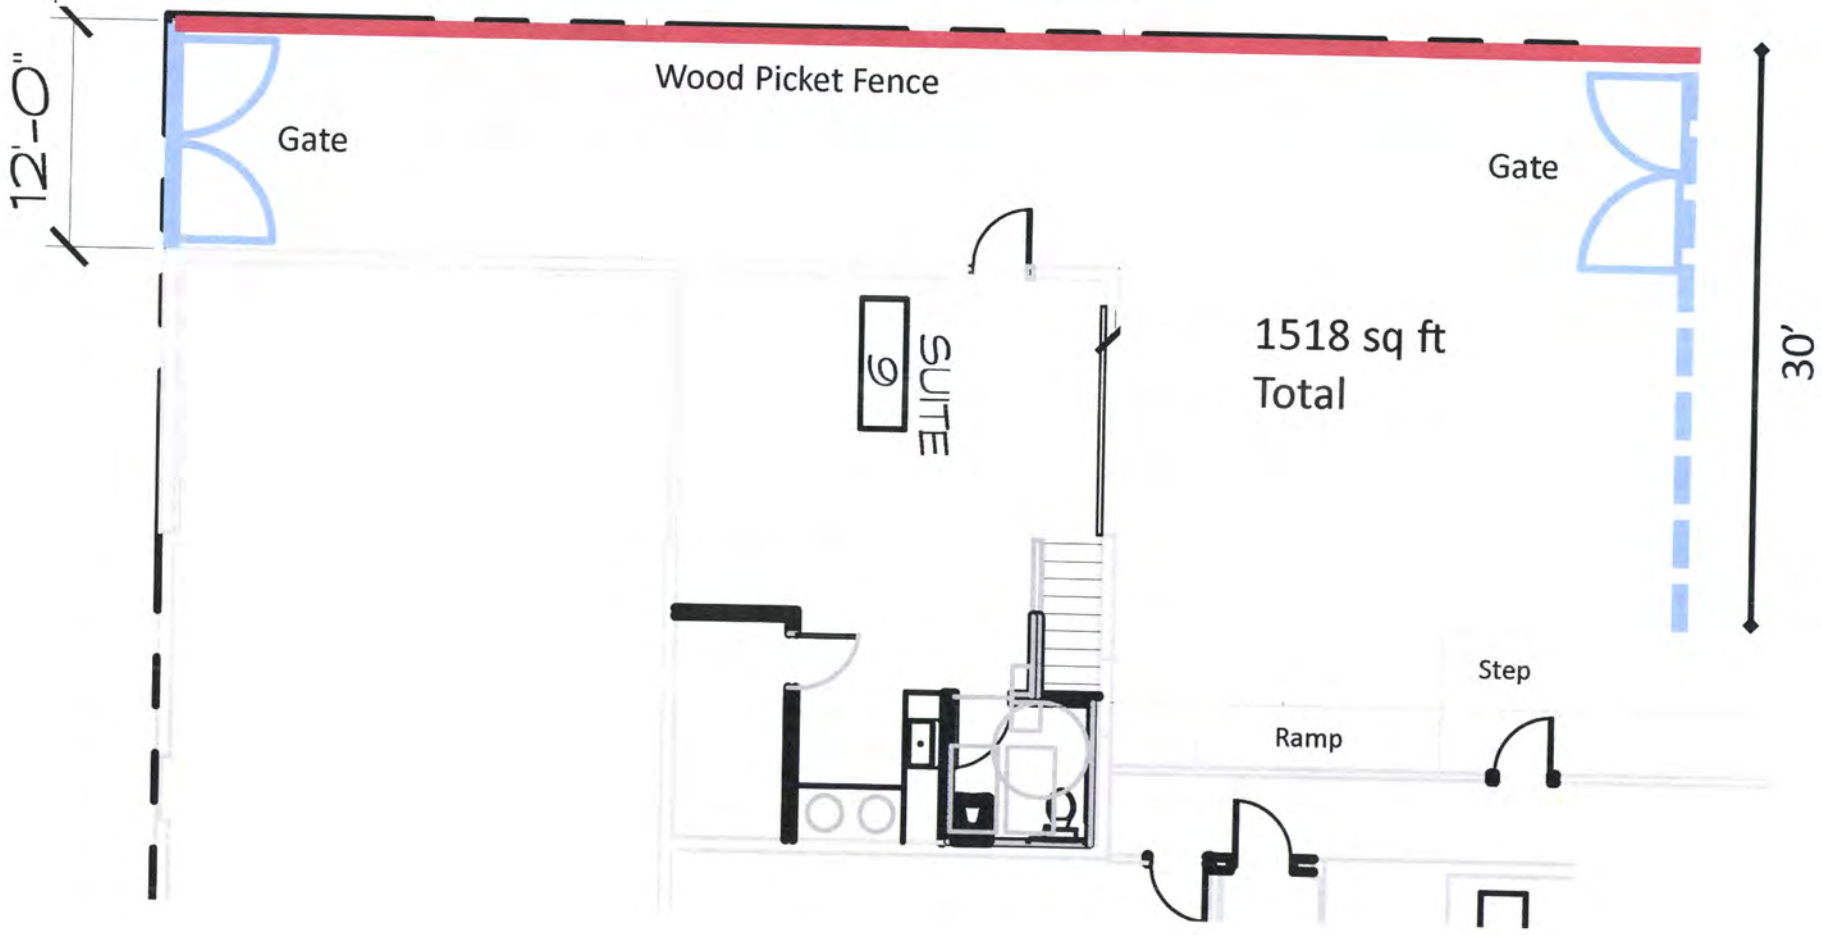 12'-0"
Wood Picket Fence
Gate
Gate
SUITE
9
1518 sq ft
Total
30'
Step
Ramp